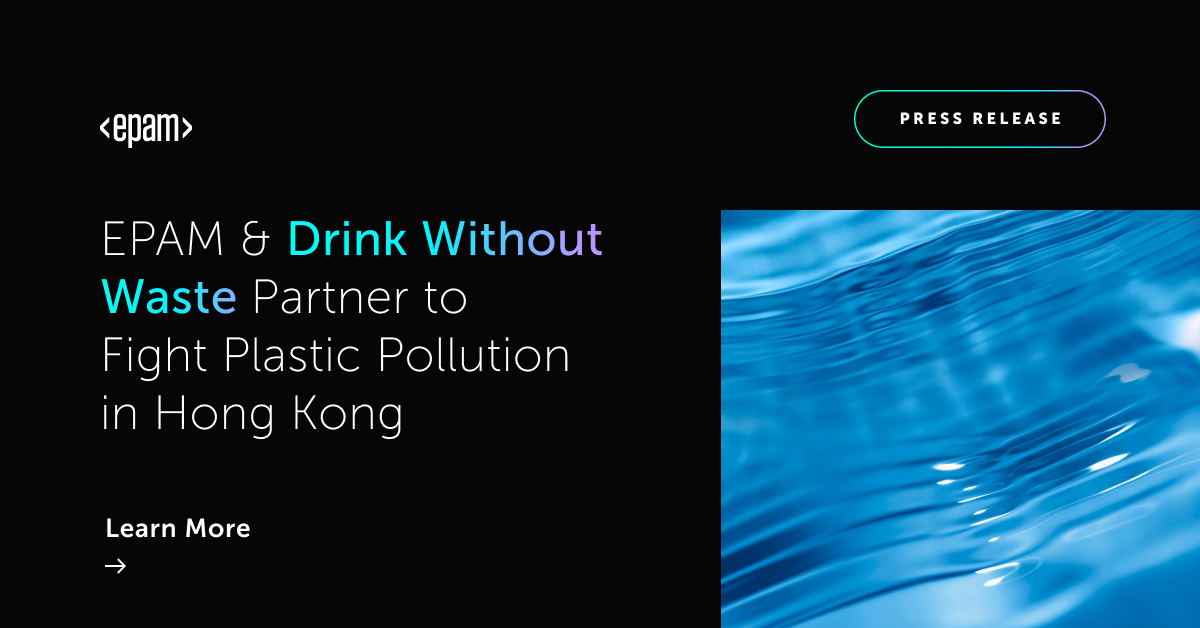 <epam>
PRESS RELEASE
EPAM & Drink Without
Waste Partner to
Fight Plastic Pollution
in Hong Kong
Learn More